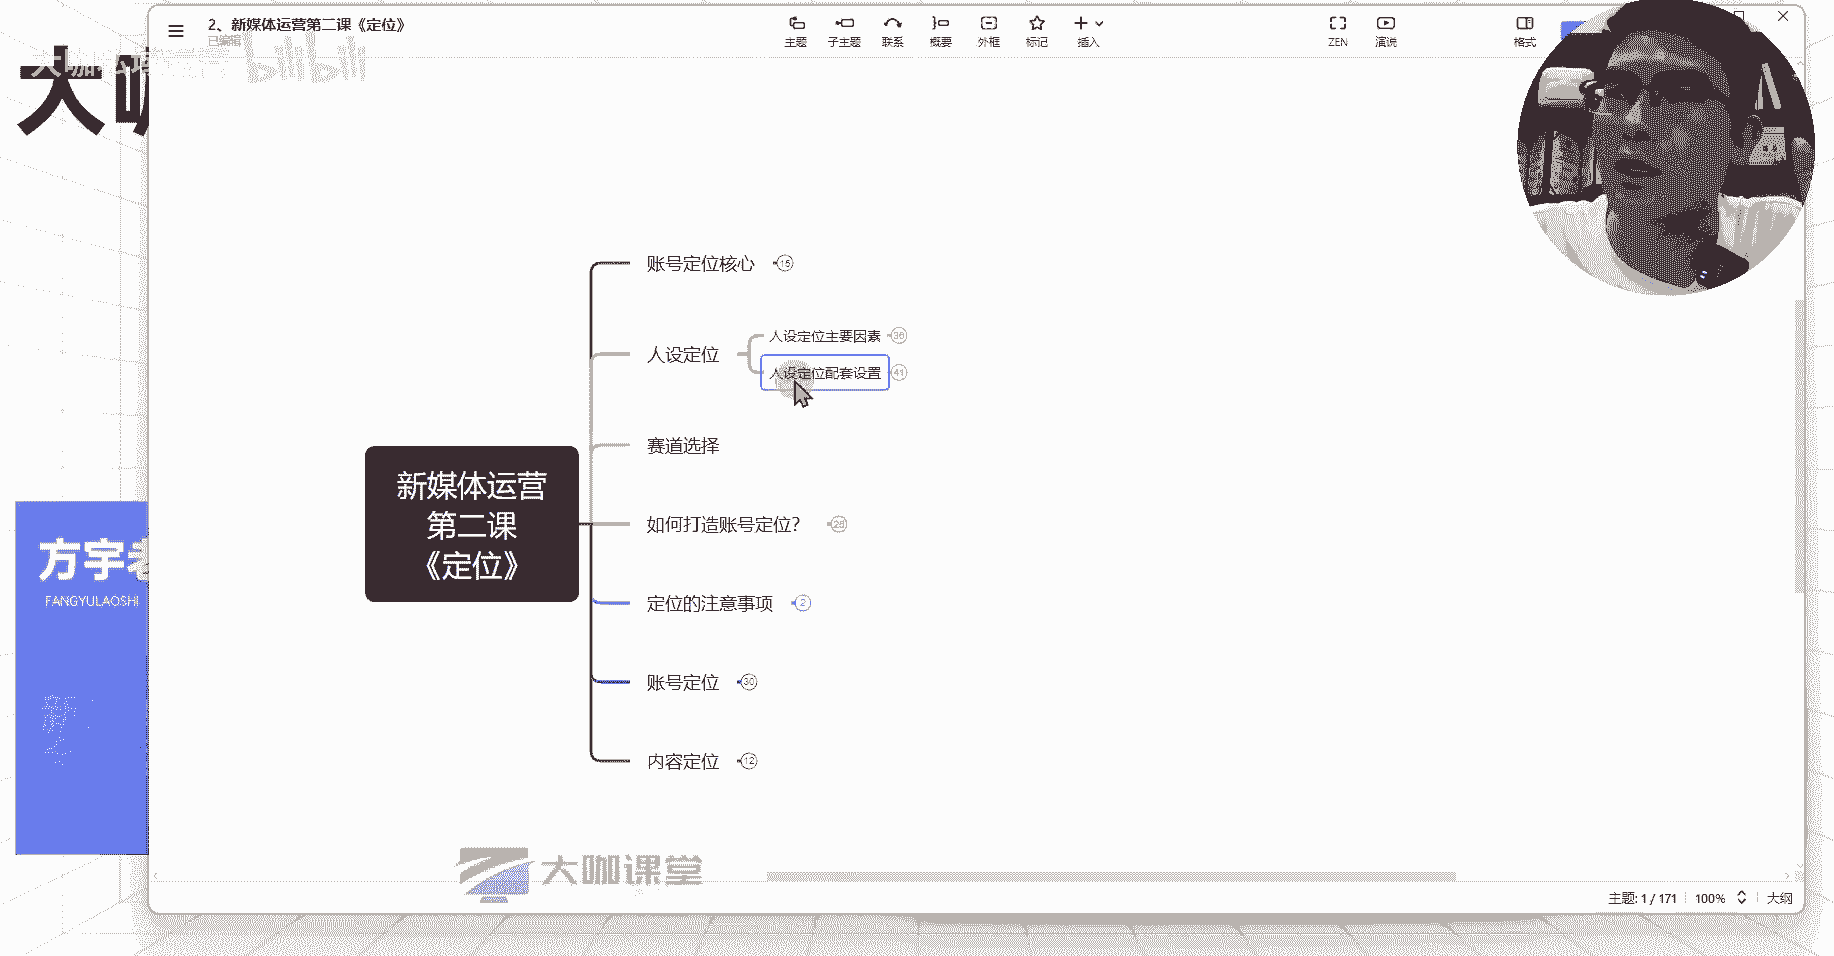 2、新媒体运营第二课《定位》
已编辑
主题
子主题
联系
概要
外框
标记
插入
ZEN
演说
格式
bilibili
大咖
账号定位核心
15
人设定位
人设定位主要因素
36
人设定位配套设置
41
赛道选择
新媒体运营
第二课
《定位》
如何打造账号定位?
28
定位的注意事项
2
账号定位
30
内容定位
12
方宇老
FANGYULAOSHI
大咖课堂
主题: 1 / 171
100%
大纲